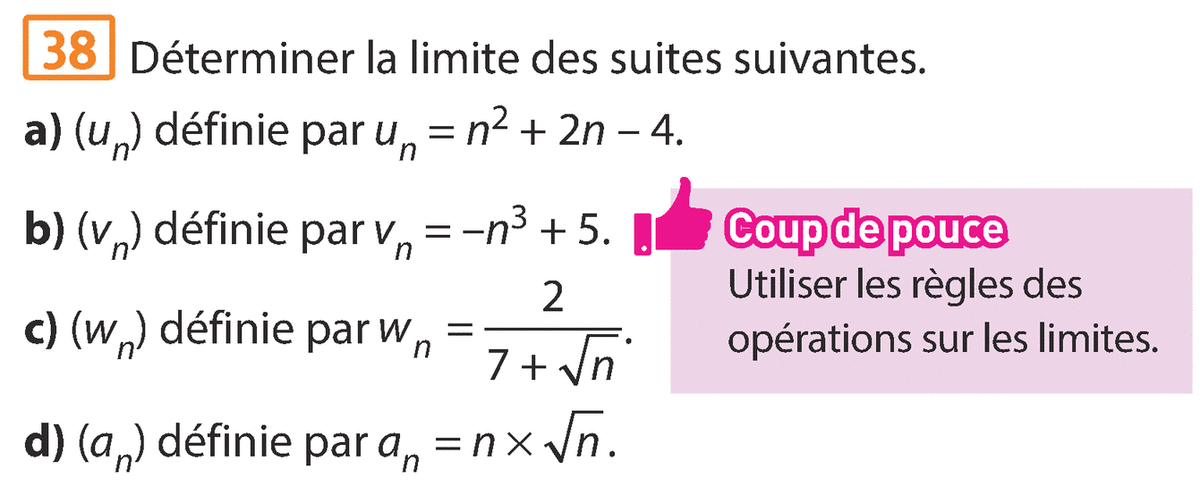 38 Déterminer la limite des suites suivantes.
a) (uₙ) définie par uₙ = n² + 2n – 4.
b) (vₙ) définie par vₙ = –n³ + 5.
c) (wₙ) définie par wₙ = 2 / (7 + √n).
d) (aₙ) définie par aₙ = n × √n.
Coup de pouce
Utiliser les règles des
opérations sur les limites.